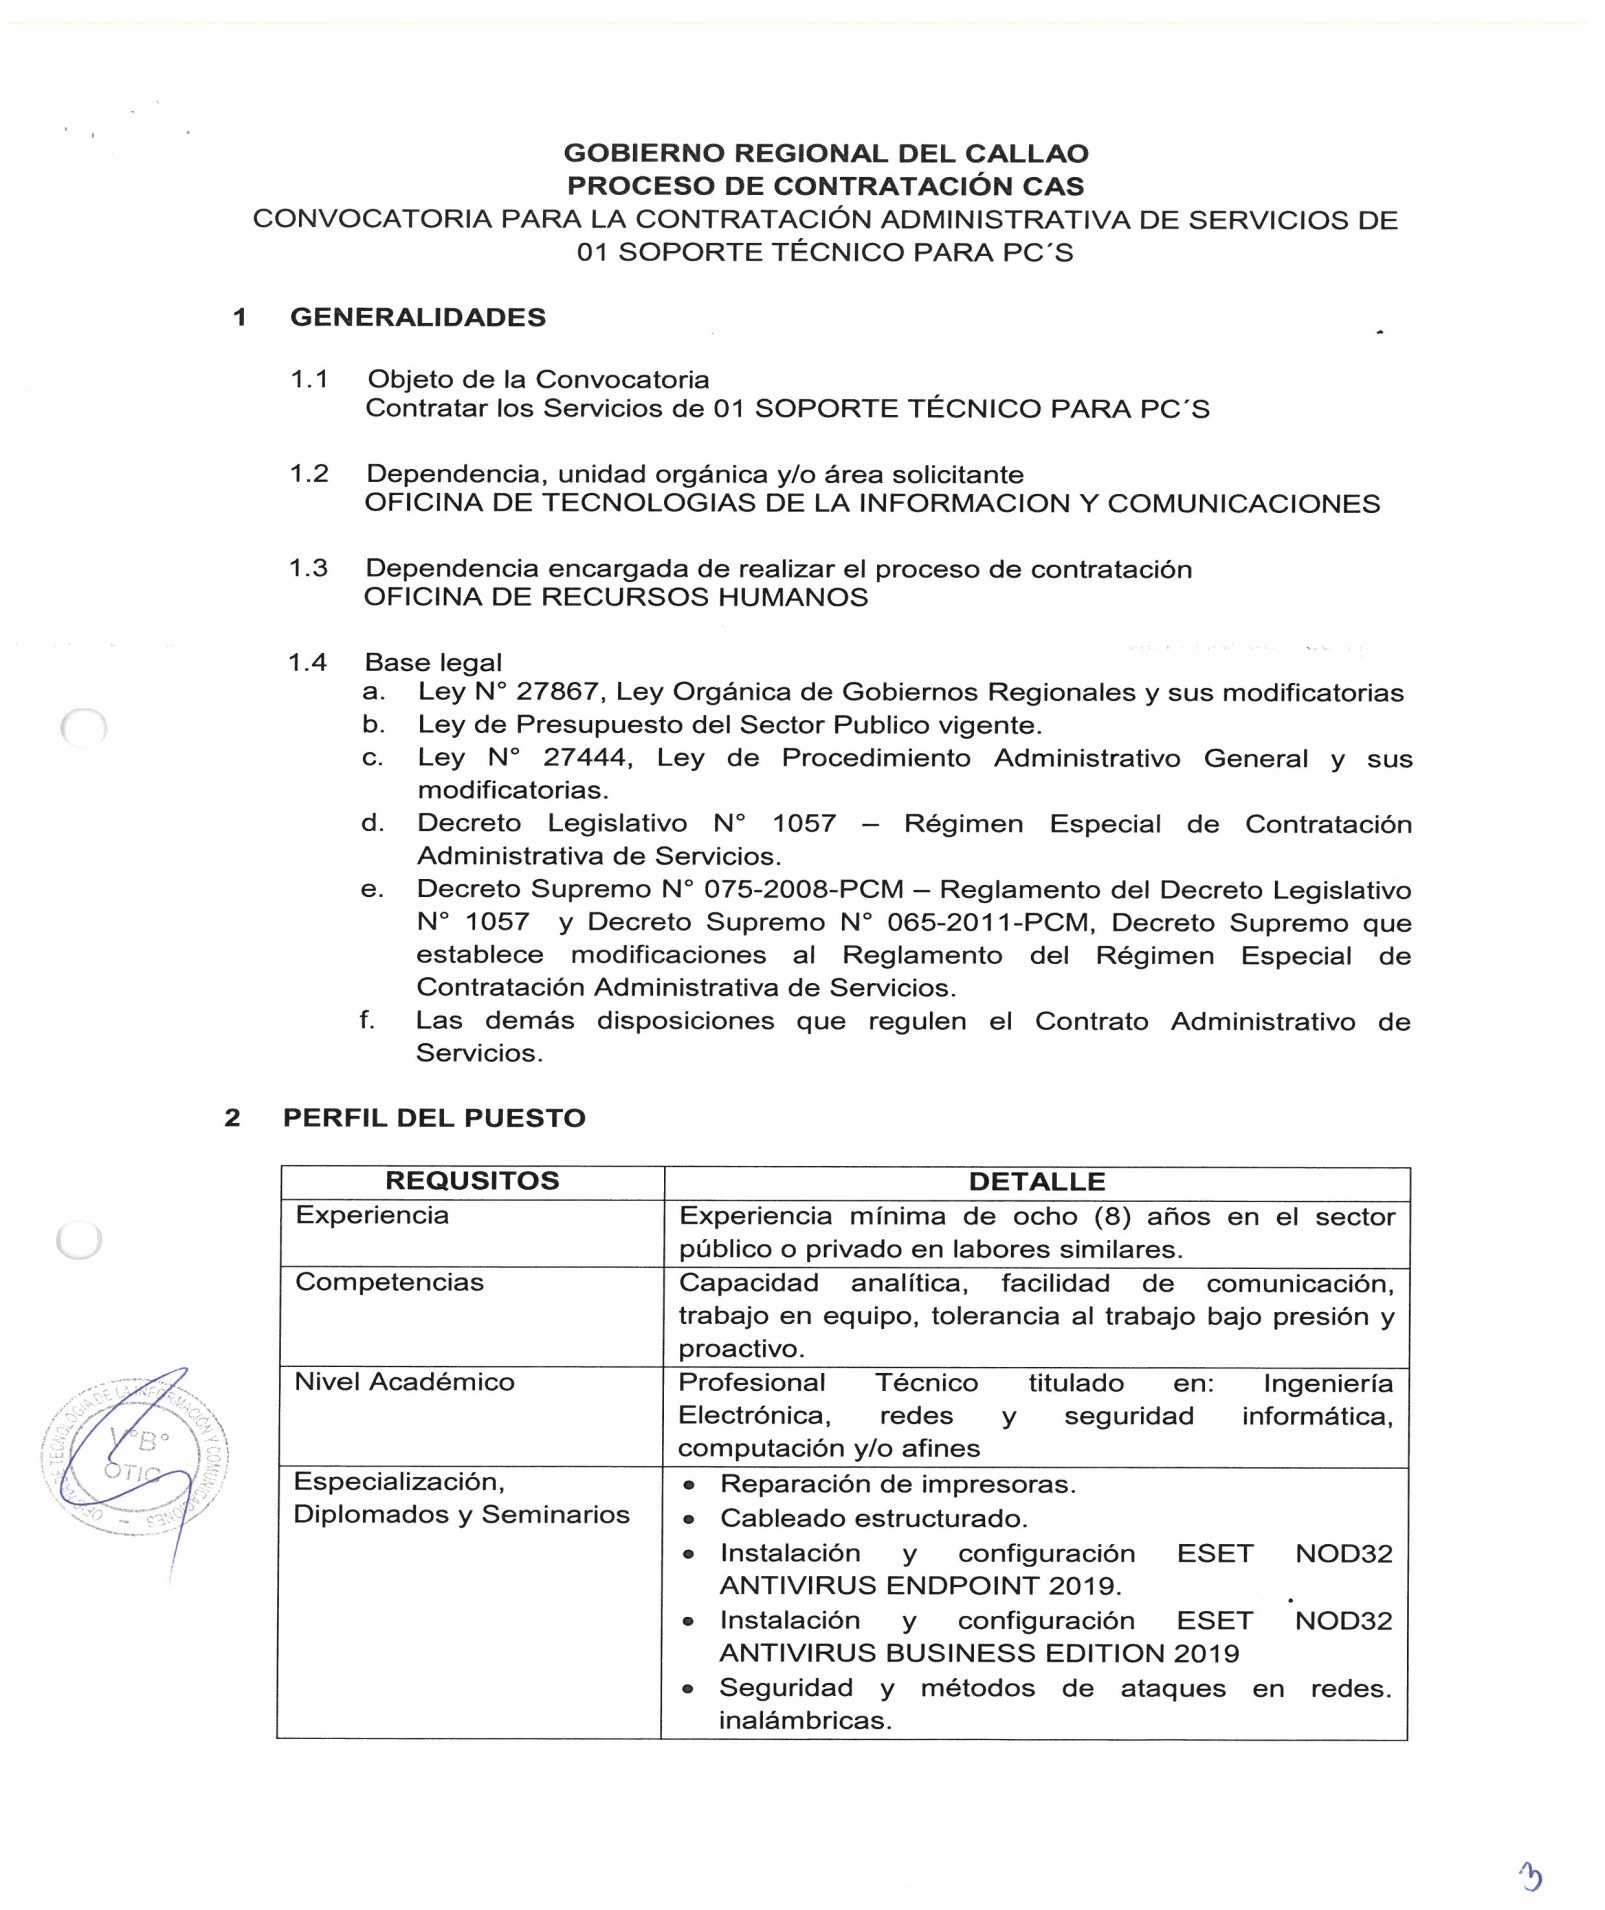 GOBIERNO REGIONAL DEL CALLAO
PROCESO DE CONTRATACIÓN CAS
CONVOCATORIA PARA LA CONTRATACIÓN ADMINISTRATIVA DE SERVICIOS DE
01 SOPORTE TÉCNICO PARA PC´S
1 GENERALIDADES
1.1 Objeto de la Convocatoria
Contratar los Servicios de 01 SOPORTE TÉCNICO PARA PC´S
1.2 Dependencia, unidad orgánica y/o área solicitante
OFICINA DE TECNOLOGIAS DE LA INFORMACION Y COMUNICACIONES
1.3 Dependencia encargada de realizar el proceso de contratación
OFICINA DE RECURSOS HUMANOS
1.4 Base legal
a. Ley N° 27867, Ley Orgánica de Gobiernos Regionales y sus modificatorias
b. Ley de Presupuesto del Sector Publico vigente.
c. Ley N° 27444, Ley de Procedimiento Administrativo General y sus
modificatorias.
d. Decreto Legislativo N° 1057 – Régimen Especial de Contratación
Administrativa de Servicios.
e. Decreto Supremo N° 075-2008-PCM – Reglamento del Decreto Legislativo
N° 1057 y Decreto Supremo N° 065-2011-PCM, Decreto Supremo que
establece modificaciones al Reglamento del Régimen Especial de
Contratación Administrativa de Servicios.
f. Las demás disposiciones que regulen el Contrato Administrativo de
Servicios.
2 PERFIL DEL PUESTO
REQUSITOS DETALLE
Experiencia Experiencia mínima de ocho (8) años en el sector
público o privado en labores similares.
Competencias Capacidad analítica, facilidad de comunicación,
trabajo en equipo, tolerancia al trabajo bajo presión y
proactivo.
Nivel Académico Profesional Técnico titulado en: Ingeniería
Electrónica, redes y seguridad informática,
computación y/o afines
Especialización, • Reparación de impresoras.
Diplomados y Seminarios • Cableado estructurado.
• Instalación y configuración ESET NOD32
ANTIVIRUS ENDPOINT 2019.
• Instalación y configuración ESET NOD32
ANTIVIRUS BUSINESS EDITION 2019
• Seguridad y métodos de ataques en redes.
inalámbricas.
OFICINA DE TECNOLOGIA DE LA INFORMACIÓN Y COMUNICACIONES
V°B°
OTIC
3